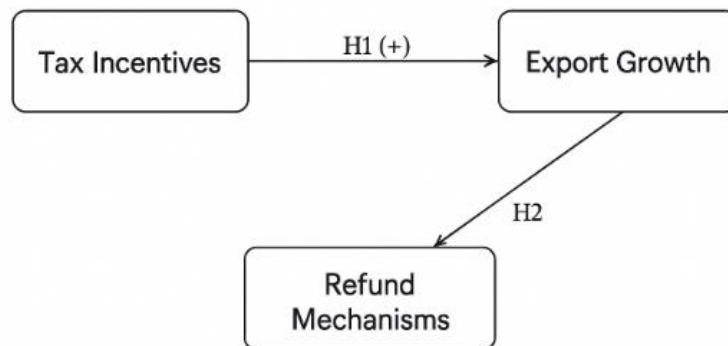 Tax Incentives
H1 (+)
Export Growth
H2
Refund
Mechanisms